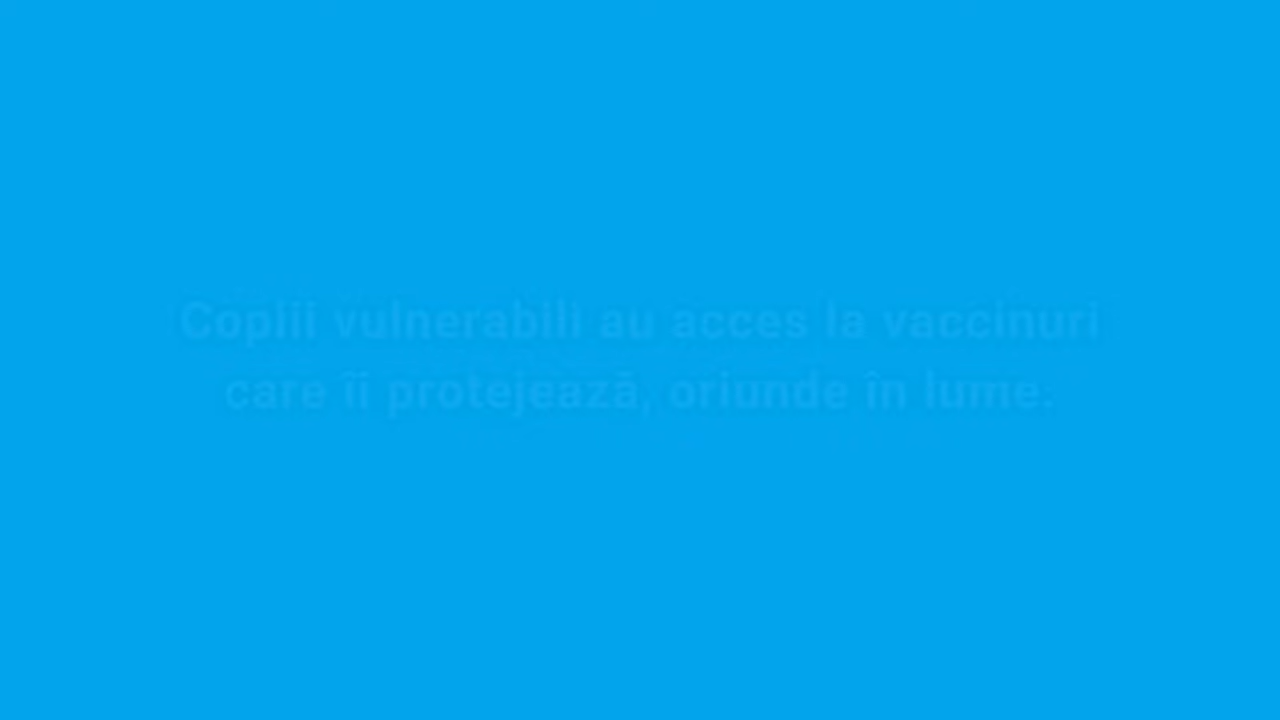 Copiii vulnerabili au acces la vaccinuri
care îi protejează, oriunde în lume.